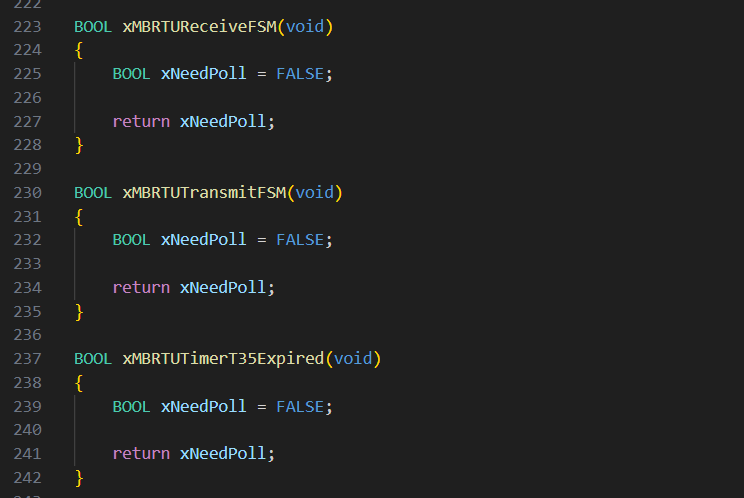 222
223 BOOL xMBRTUReceiveFSM(void)
224 {
225     BOOL xNeedPoll = FALSE;
226
227     return xNeedPoll;
228 }
229
230 BOOL xMBRTUTransmitFSM(void)
231 {
232     BOOL xNeedPoll = FALSE;
233
234     return xNeedPoll;
235 }
236
237 BOOL xMBRTUTimerT35Expired(void)
238 {
239     BOOL xNeedPoll = FALSE;
240
241     return xNeedPoll;
242 }
243